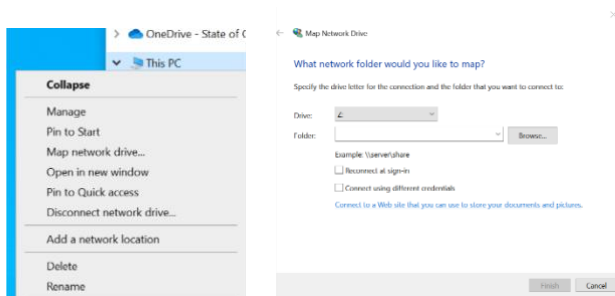 OneDrive - State of
This PC
Collapse
Manage
Pin to Start
Map network drive...
Open in new window
Pin to Quick access
Disconnect network drive...
Add a network location
Delete
Rename
Map Network Drive
What network folder would you like to map?
Specify the drive letter for the connection and the folder that you want to connect to:
Drive: Z:
Folder: Browse...
Example: \\server\share
Reconnect at sign-in
Connect using different credentials
Connect to a Web site that you can use to store your documents and pictures.
Finish Cancel